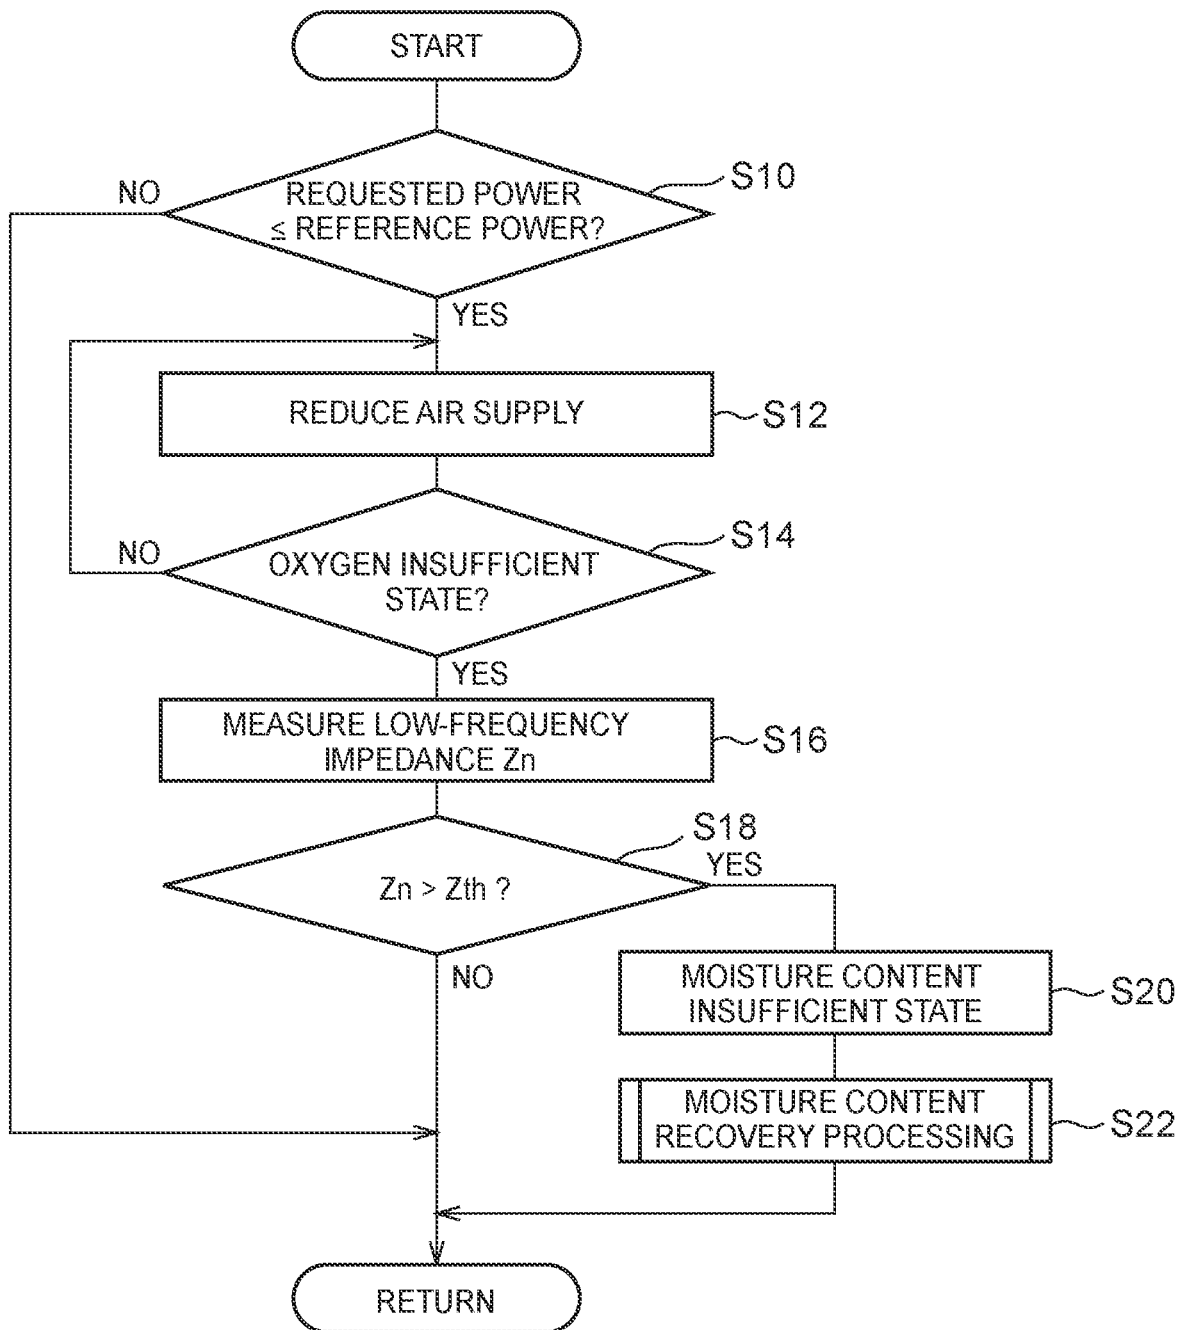 START
S10
NO
REQUESTED POWER
≤ REFERENCE POWER?
YES
REDUCE AIR SUPPLY
S12
S14
NO
OXYGEN INSUFFICIENT
STATE?
YES
MEASURE LOW-FREQUENCY
IMPEDANCE Zn
S16
S18
YES
Zn > Zth ?
NO
MOISTURE CONTENT
INSUFFICIENT STATE
S20
MOISTURE CONTENT
RECOVERY PROCESSING
S22
RETURN